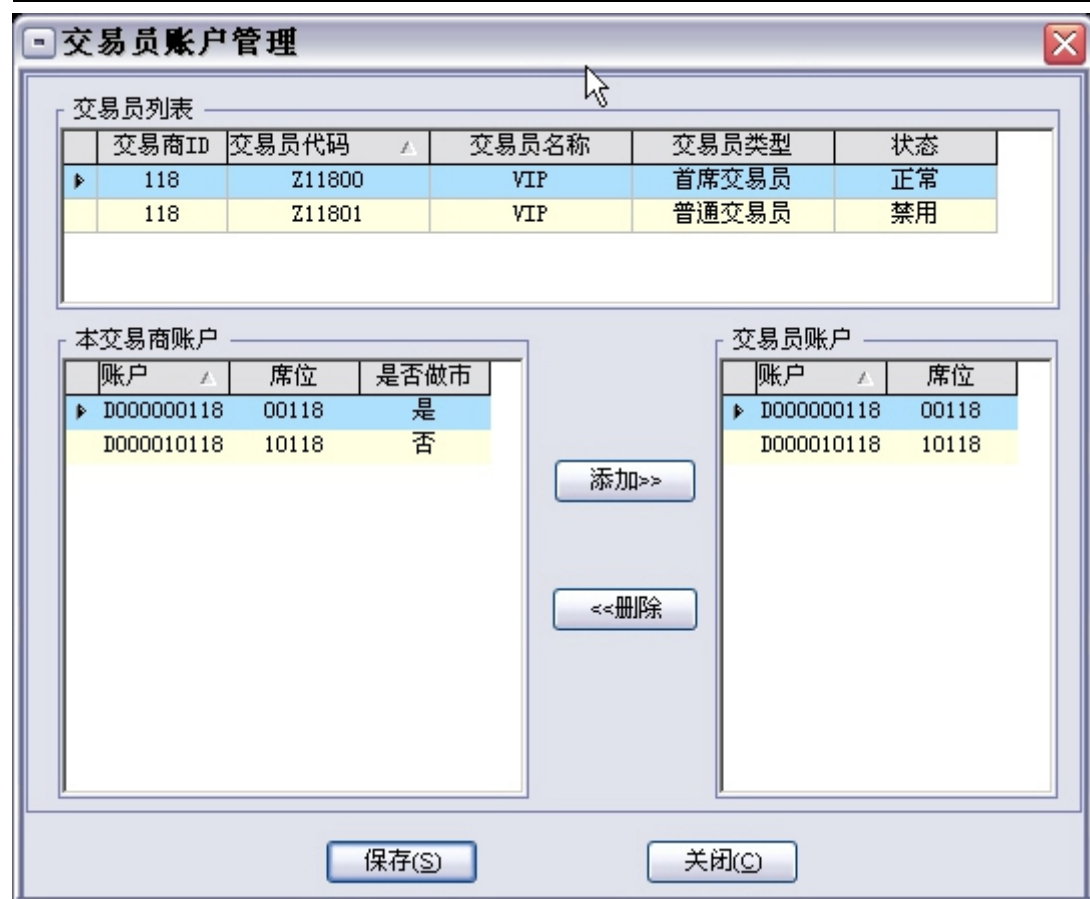 交易员账户管理
交易员列表
交易商ID 交易员代码 交易员名称 交易员类型 状态
118 Z11800 VIP 首席交易员 正常
118 Z11801 VIP 普通交易员 禁用
本交易商账户
账户 席位 是否做市
D000000118 00118 是
D000010118 10118 否
添加>>
<<删除
交易员账户
账户 席位
D000000118 00118
D000010118 10118
保存(S) 关闭(C)